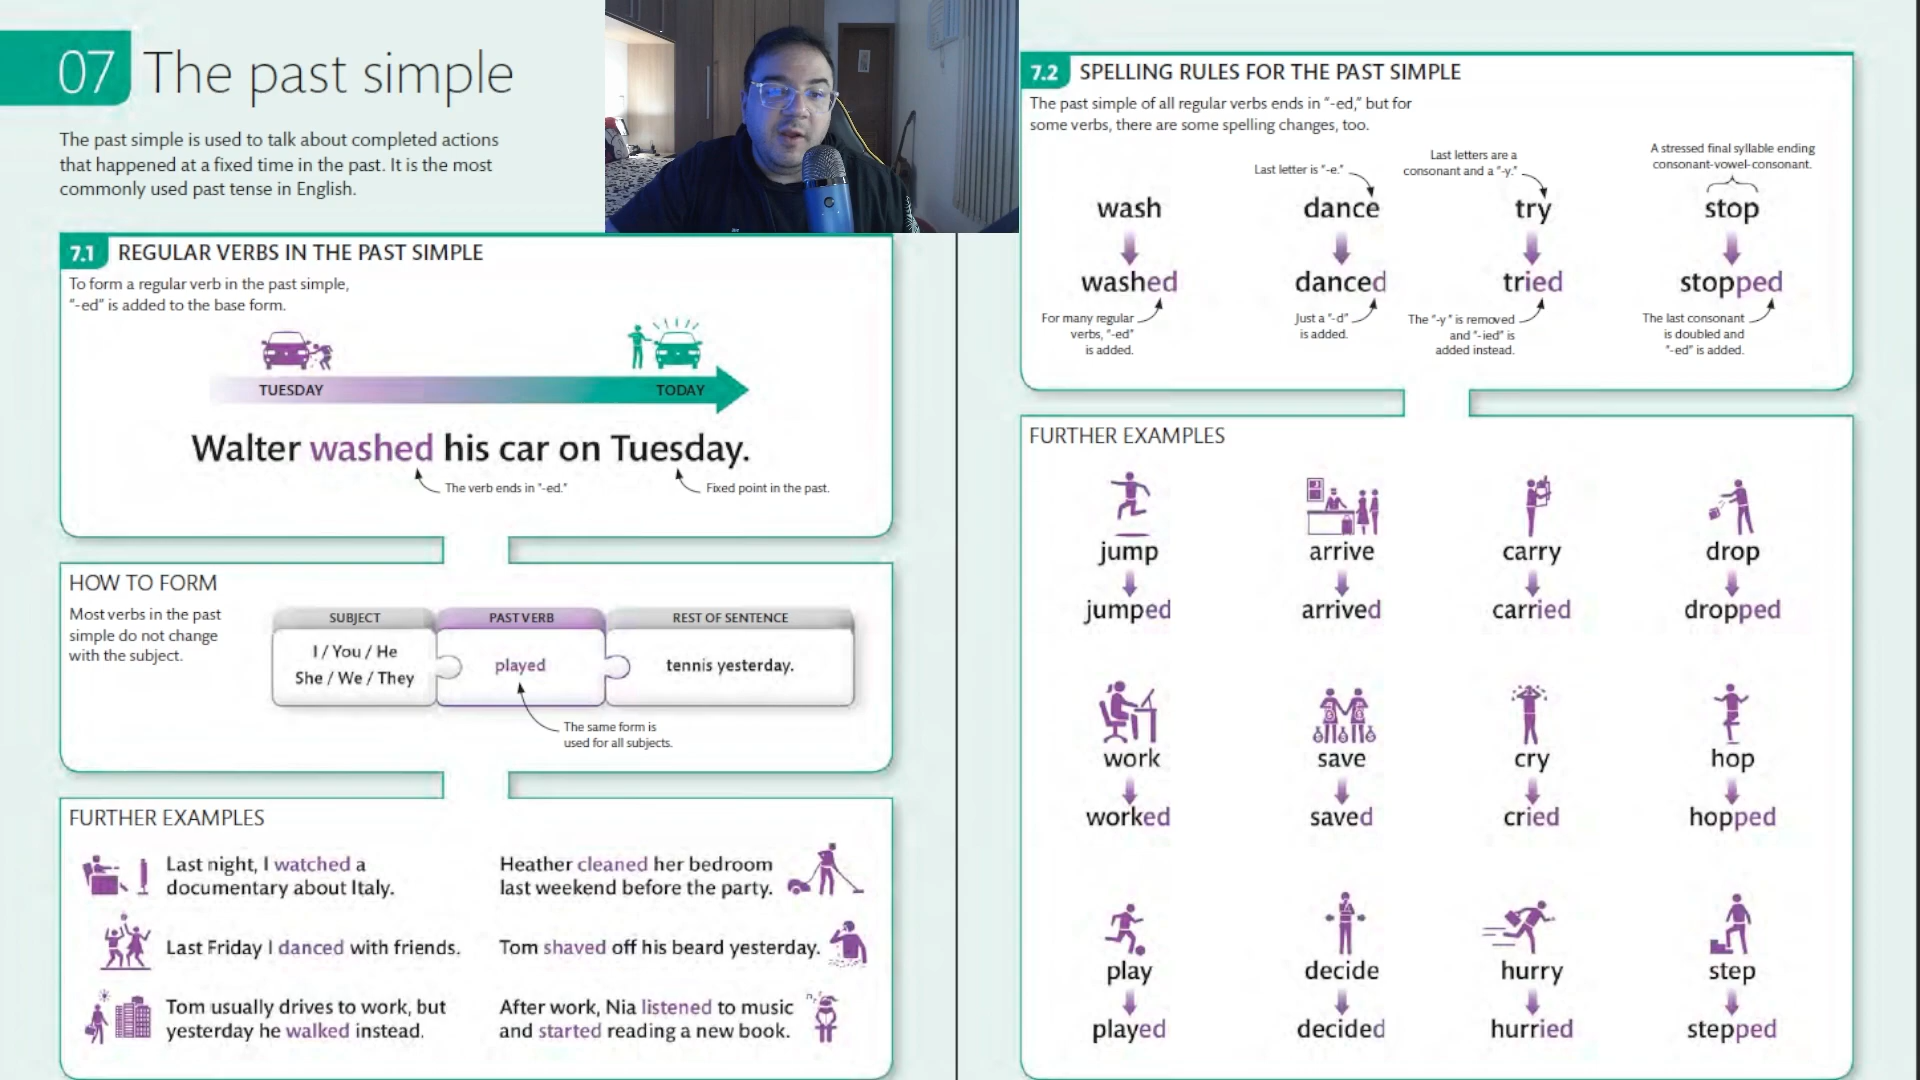 07 The past simple
The past simple is used to talk about completed actions
that happened at a fixed time in the past. It is the most
commonly used past tense in English.
7.1 REGULAR VERBS IN THE PAST SIMPLE
To form a regular verb in the past simple,
"-ed" is added to the base form.
TUESDAY TODAY
Walter washed his car on Tuesday.
The verb ends in "-ed."
Fixed point in the past.
HOW TO FORM
Most verbs in the past
simple do not change
with the subject.
SUBJECT PAST VERB REST OF SENTENCE
I / You / He
She / We / They
played
tennis yesterday.
The same form is
used for all subjects.
FURTHER EXAMPLES
Last night, I watched a
documentary about Italy.
Heather cleaned her bedroom
last weekend before the party.
Last Friday I danced with friends.
Tom shaved off his beard yesterday.
Tom usually drives to work, but
yesterday he walked instead.
After work, Nia listened to music
and started reading a new book.
7.2 SPELLING RULES FOR THE PAST SIMPLE
The past simple of all regular verbs ends in "-ed," but for
some verbs, there are some spelling changes, too.
Last letter is "-e."
Last letters are a
consonant and a "-y."
A stressed final syllable ending
consonant-vowel-consonant.
wash dance try stop
washed danced tried stopped
For many regular
verbs, "-ed"
is added.
Just a "-d"
is added.
The "-y" is removed
and "-ied" is
added instead.
The last consonant
is doubled and
"-ed" is added.
FURTHER EXAMPLES
jump arrive carry drop
jumped arrived carried dropped
work save cry hop
worked saved cried hopped
play decide hurry step
played decided hurried stepped